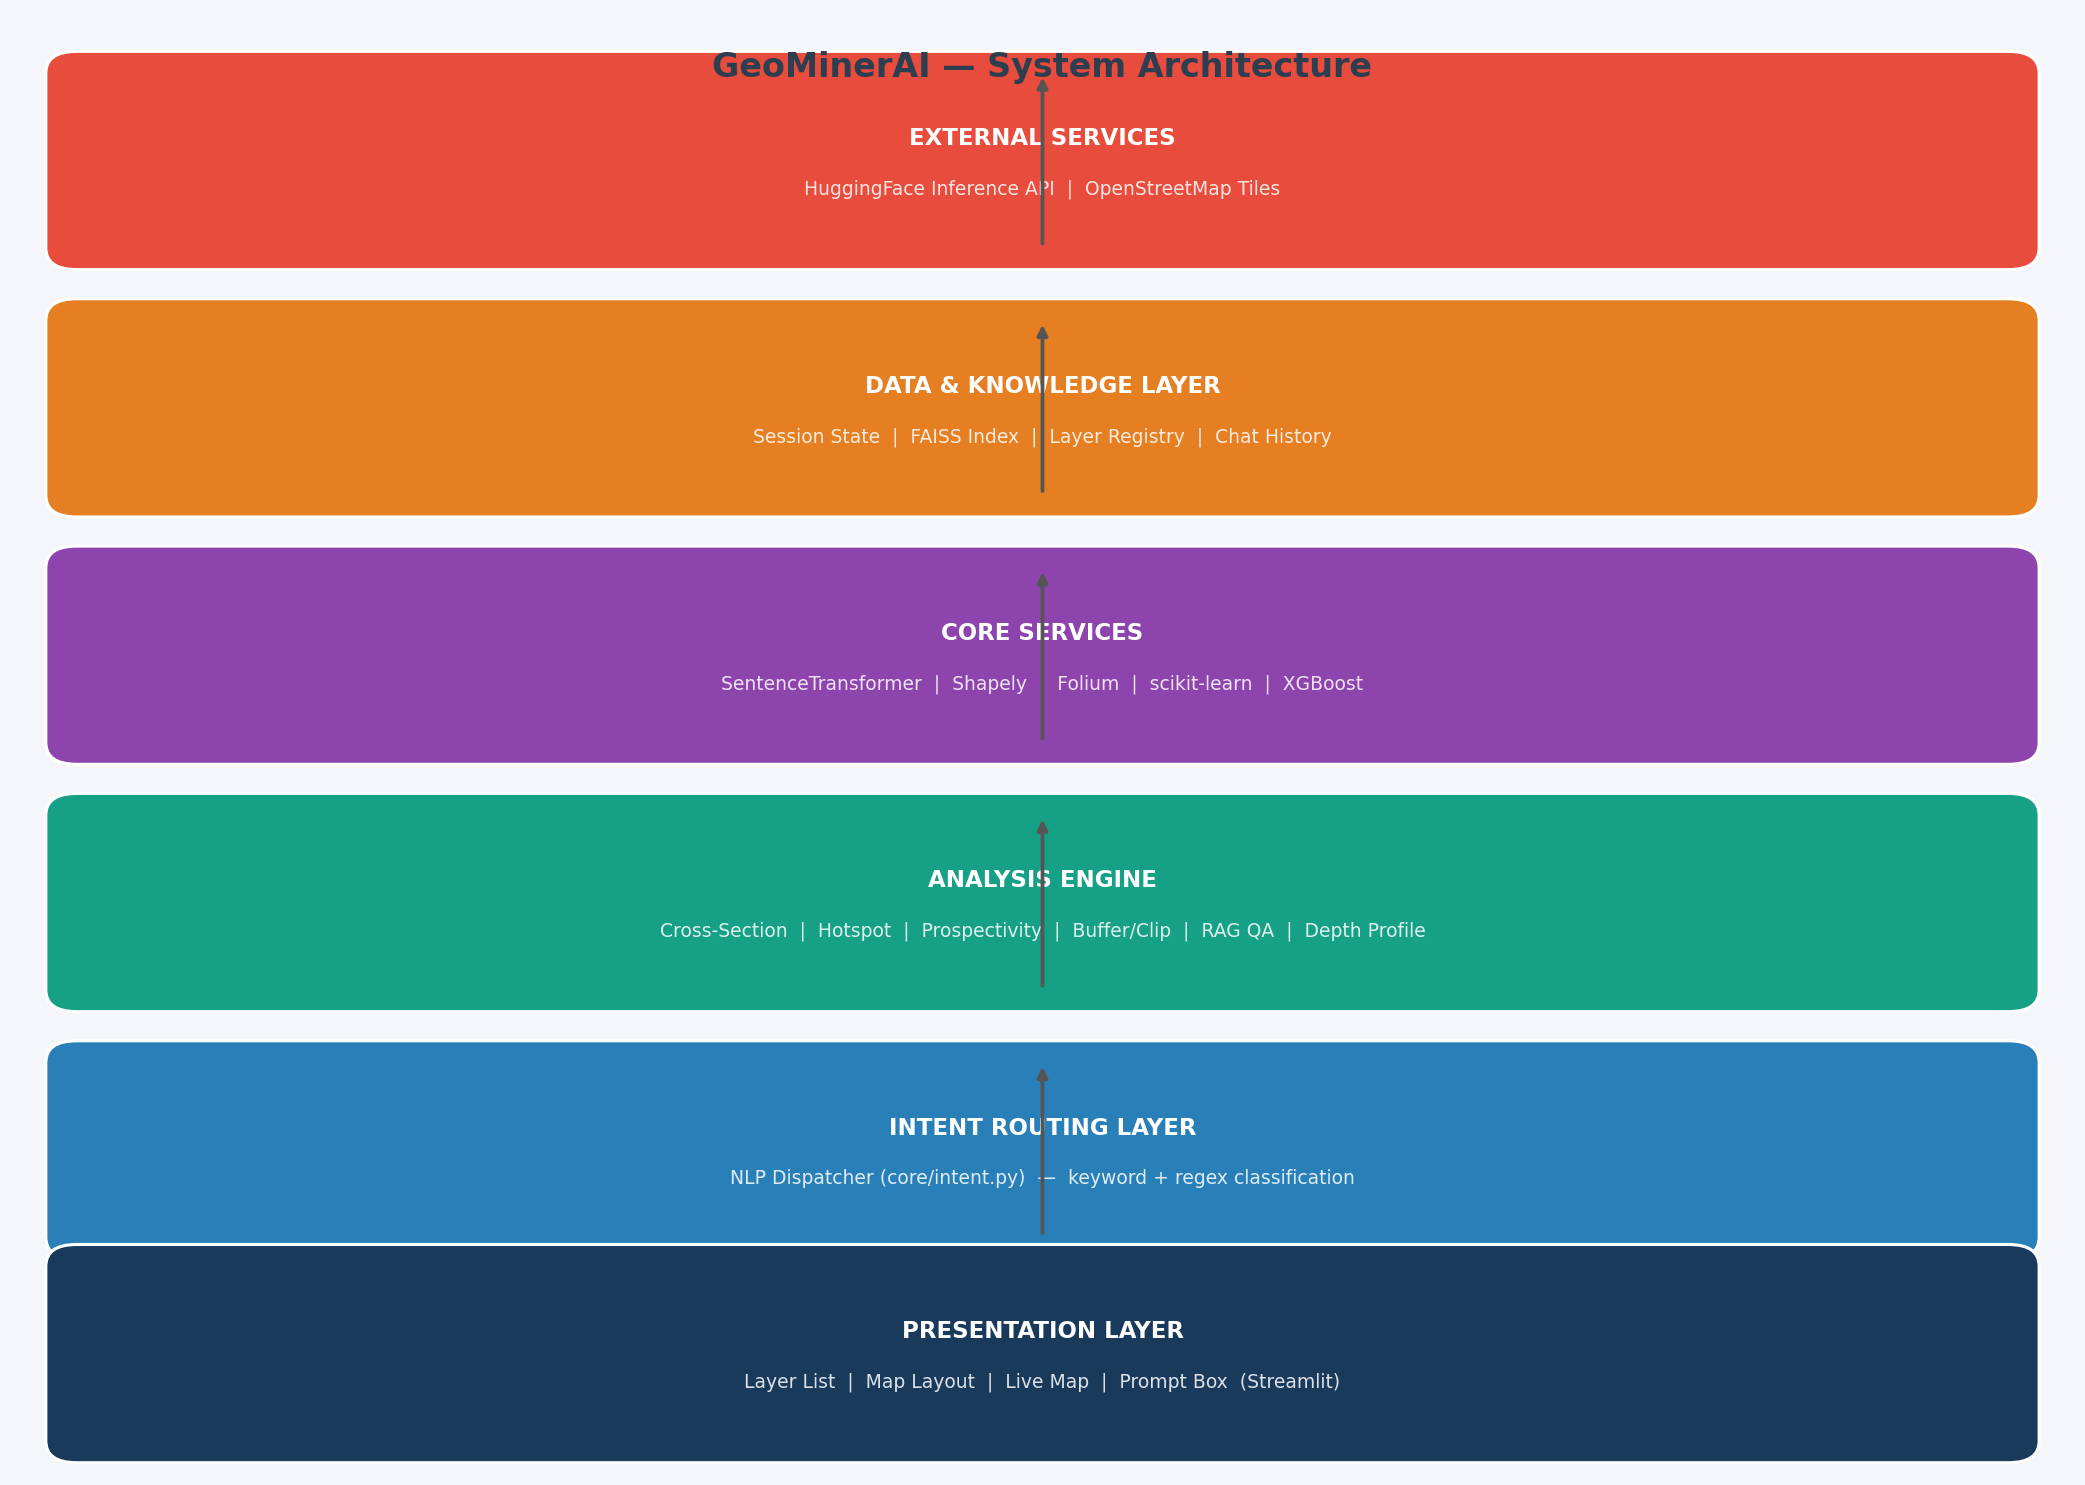 GeoMinerAI — System Architecture
EXTERNAL SERVICES
HuggingFace Inference API | OpenStreetMap Tiles
DATA & KNOWLEDGE LAYER
Session State | FAISS Index | Layer Registry | Chat History
CORE SERVICES
SentenceTransformer | Shapely | Folium | scikit-learn | XGBoost
ANALYSIS ENGINE
Cross-Section | Hotspot | Prospectivity | Buffer/Clip | RAG QA | Depth Profile
INTENT ROUTING LAYER
NLP Dispatcher (core/intent.py) — keyword + regex classification
PRESENTATION LAYER
Layer List | Map Layout | Live Map | Prompt Box (Streamlit)